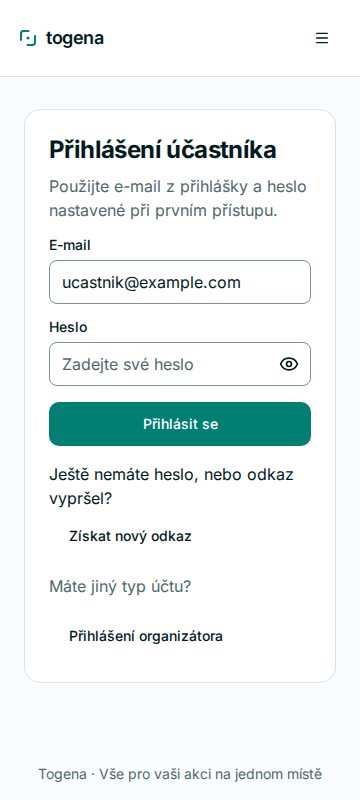 togena
Přihlášení účastníka
Použijte e-mail z přihlášky a heslo
nastavené při prvním přístupu.
E-mail
ucastnik@example.com
Heslo
Zadejte své heslo
Přihlásit se
Ještě nemáte heslo, nebo odkaz
vypršel?
Získat nový odkaz
Máte jiný typ účtu?
Přihlášení organizátora
Togena · Vše pro vaši akci na jednom místě